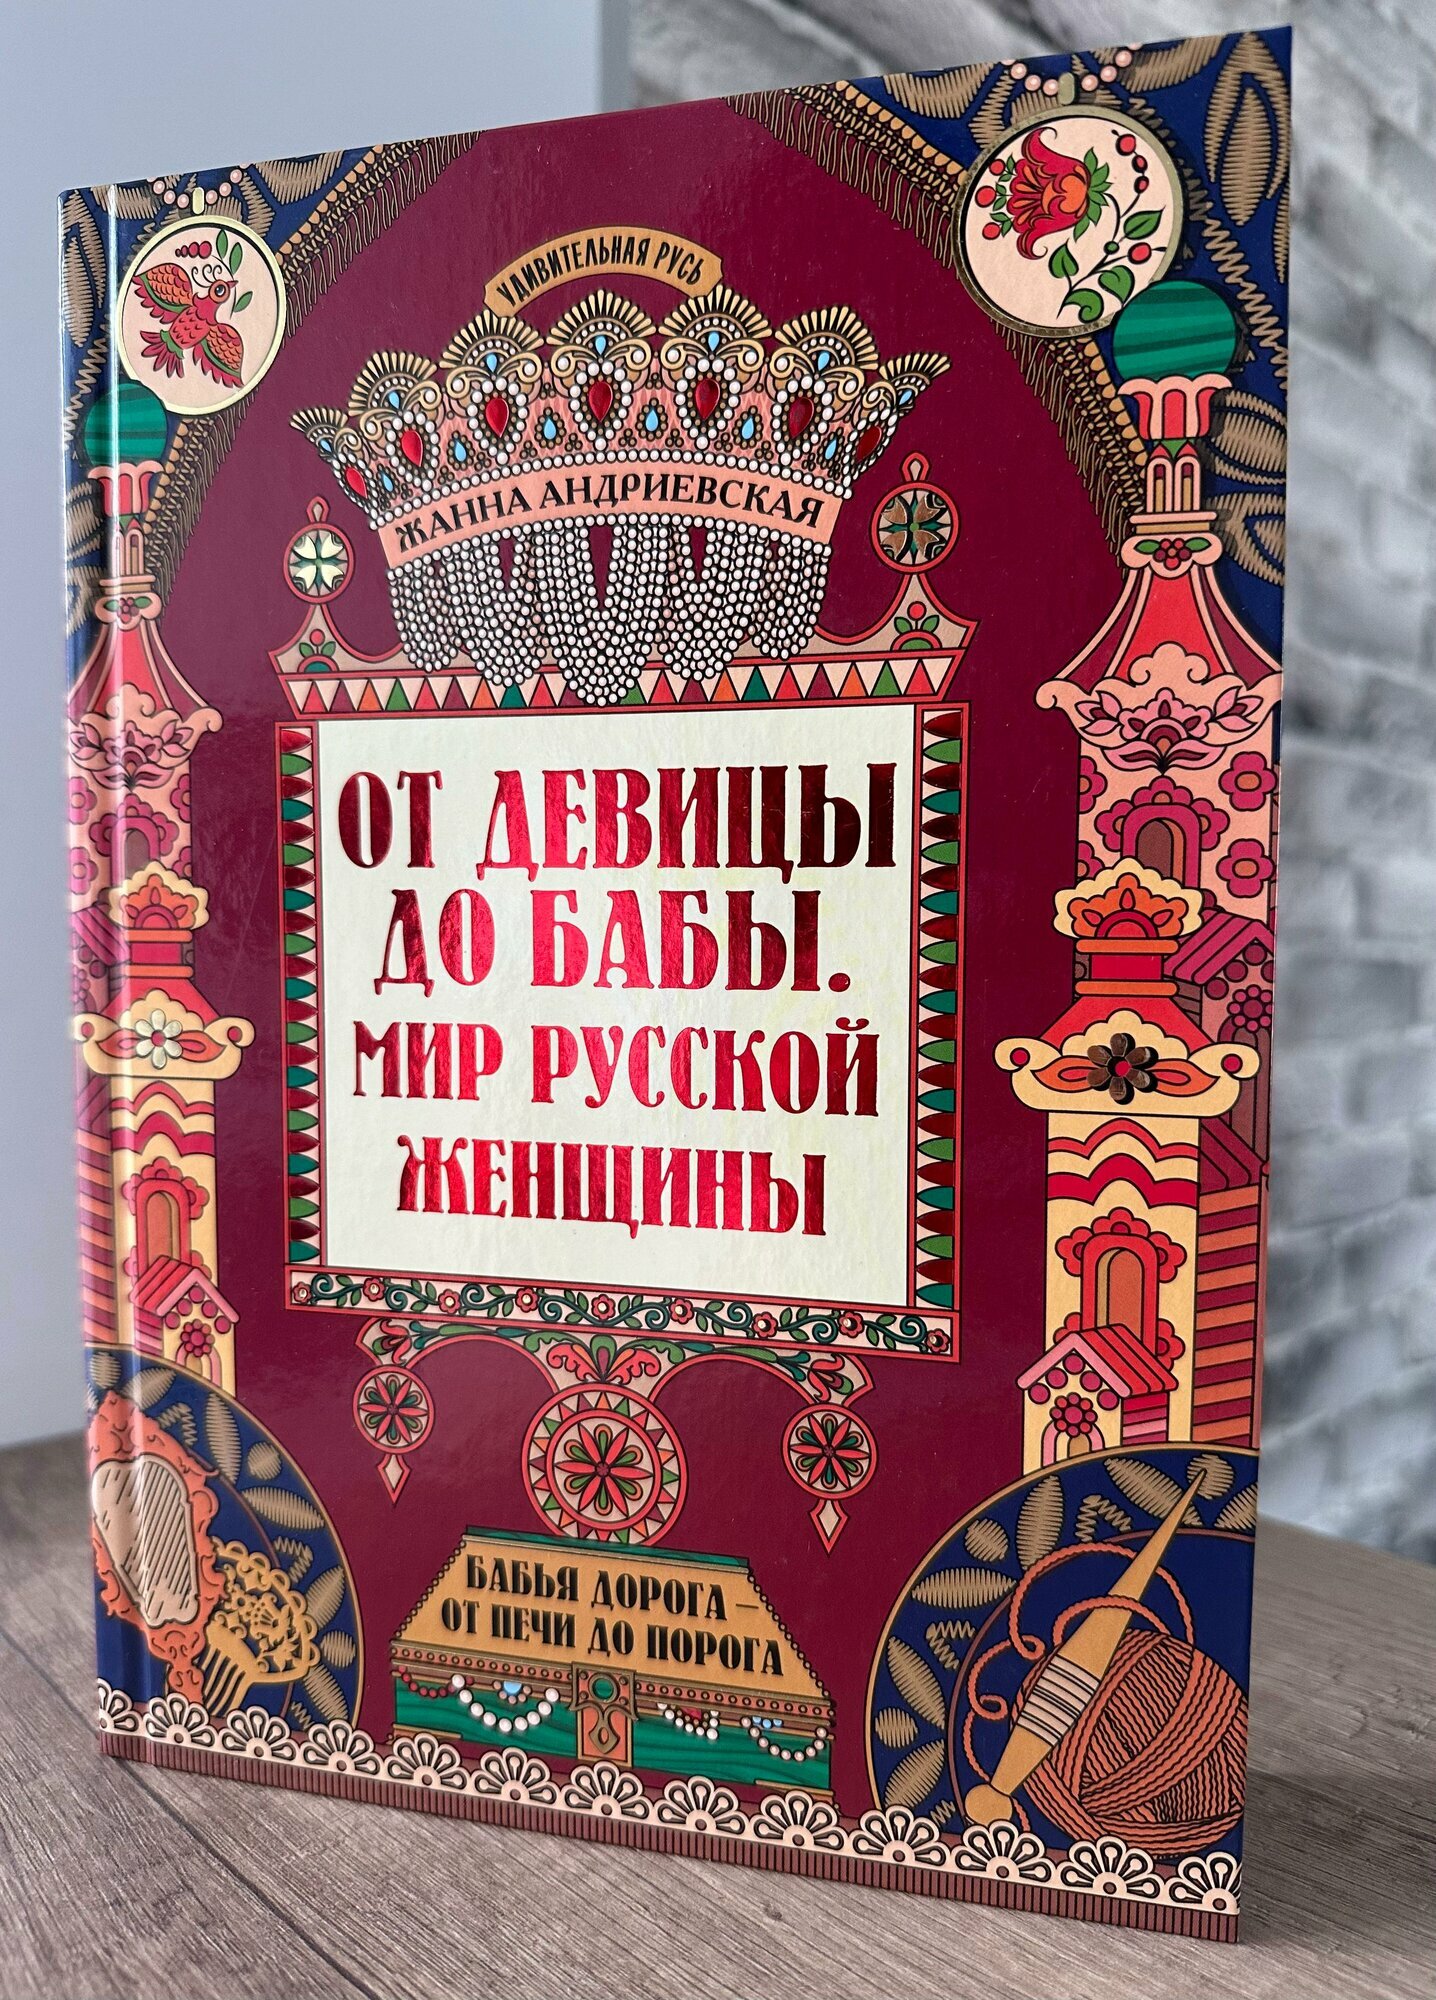 УДИВИТЕЛЬНАЯ РУСЬ
ЖАННА АНДРИЕВСКАЯ
ОТ ДЕВИЦЫ
ДО БАБЫ.
МИР РУССКОЙ
ЖЕНЩИНЫ
БАБЬЯ ДОРОГА –
ОТ ПЕЧИ ДО ПОРОГА